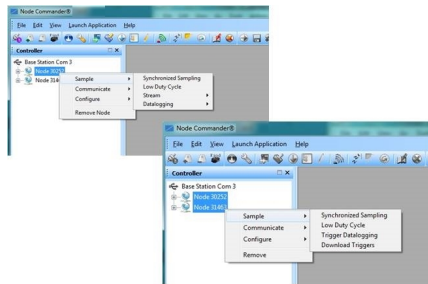 Node Commander®
File Edit View Launch Application Help
Controller
Base Station Com 3
Node 30252
Node 3146
Sample
Communicate
Configure
Remove Node
Synchronized Sampling
Low Duty Cycle
Stream
Datalogging
Node Commander®
File Edit View Launch Application Help
Controller
Base Station Com 3
Node 30252
Node 31463
Sample
Communicate
Configure
Remove
Synchronized Sampling
Low Duty Cycle
Trigger Datalogging
Download Triggers